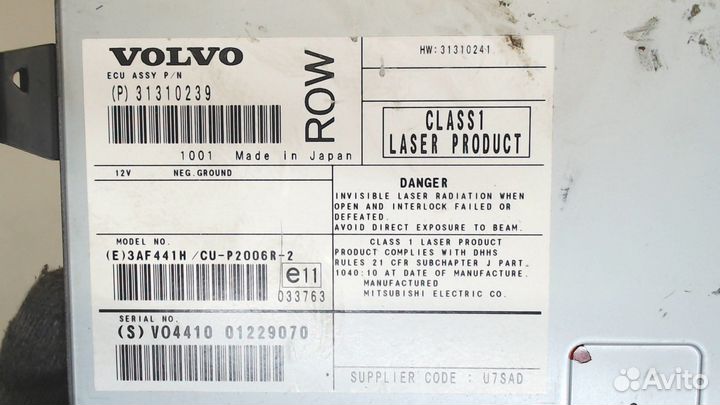 VOLVO
ECU ASSY P/N
(P) 31310239
ROW
1001 Made in Japan
HW:31310241
CLASS1
LASER PRODUCT
12V NEG.GROUND
DANGER
INVISIBLE LASER RADIATION WHEN
OPEN AND INTERLOCK FAILED OR
DEFEATED.
AVOID DIRECT EXPOSURE TO BEAM.
CLASS 1 LASER PRODUCT
PRODUCT COMPLIES WITH DHHS
RULES 21 CFR SUBCHAPTER J PART.
1040:10 AT DATE OF MANUFACTURE.
MANUFACTURED
MITSUBISHI ELECTRIC CO.
MODEL NO.
(E)3AF441H/CU-P2006R-2
e11
033763
SERIAL NO.
(S) VO4410 01229070
SUPPLIER CODE : U7SAD
Avito